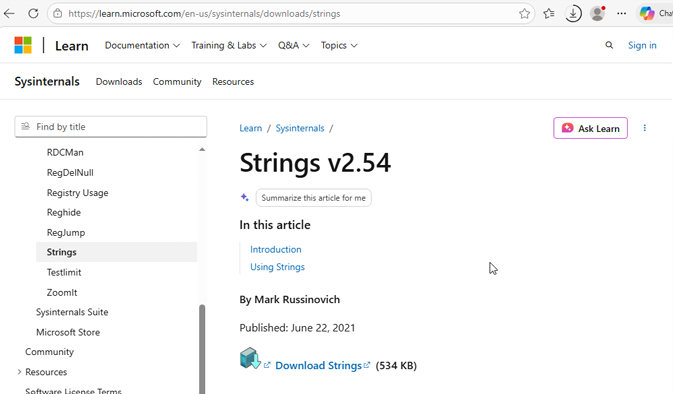 https://learn.microsoft.com/en-us/sysinternals/downloads/strings
Chat
Learn Documentation Training & Labs Q&A Topics Sign in
Sysinternals Downloads Community Resources
Find by title
RDCMan
RegDelNull
Registry Usage
Reghide
RegJump
Strings
Testlimit
ZoomIt
Sysinternals Suite
Microsoft Store
Community
Resources
Software License Terms
Learn / Sysinternals /
Ask Learn
Strings v2.54
Summarize this article for me
In this article
Introduction
Using Strings
By Mark Russinovich
Published: June 22, 2021
Download Strings (534 KB)